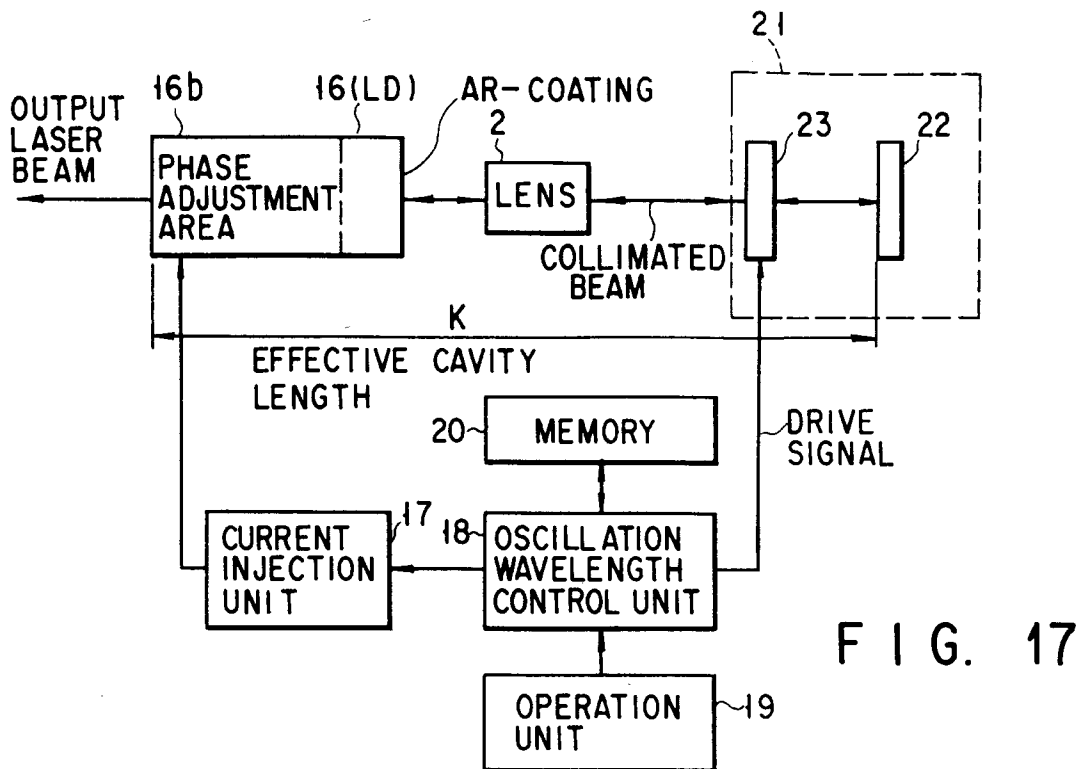 21
16b
16(LD)
AR-COATING
OUTPUT
LASER
BEAM
2
23
22
PHASE
ADJUSTMENT
AREA
LENS
COLLIMATED
BEAM
K
EFFECTIVE CAVITY
LENGTH
20
MEMORY
DRIVE
SIGNAL
17
18
CURRENT
INJECTION
UNIT
OSCILLATION
WAVELENGTH
CONTROL UNIT
FIG. 17
OPERATION
UNIT
19